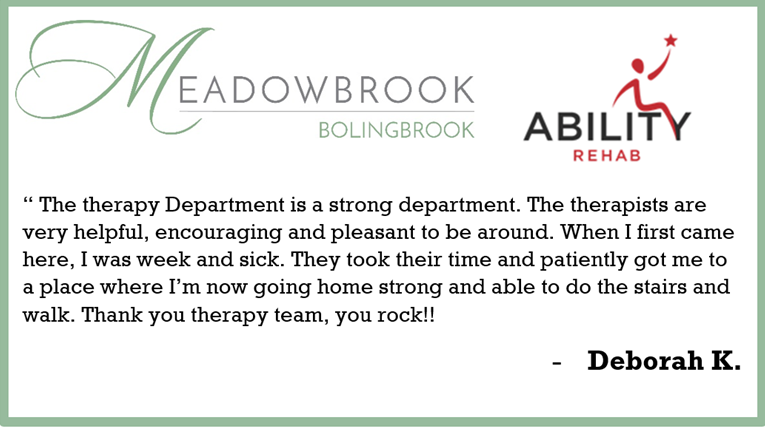 MEADOWBROOK
BOLINGBROOK
ABILITY
REHAB
“ The therapy Department is a strong department. The therapists are
very helpful, encouraging and pleasant to be around. When I first came
here, I was week and sick. They took their time and patiently got me to
a place where I’m now going home strong and able to do the stairs and
walk. Thank you therapy team, you rock!!
- Deborah K.